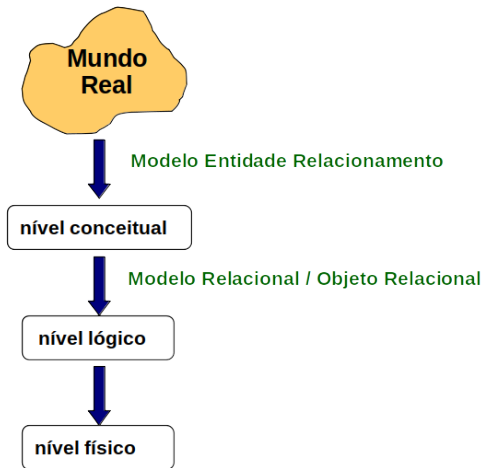 Mundo
Real
Modelo Entidade Relacionamento
nível conceitual
Modelo Relacional / Objeto Relacional
nível lógico
nível físico